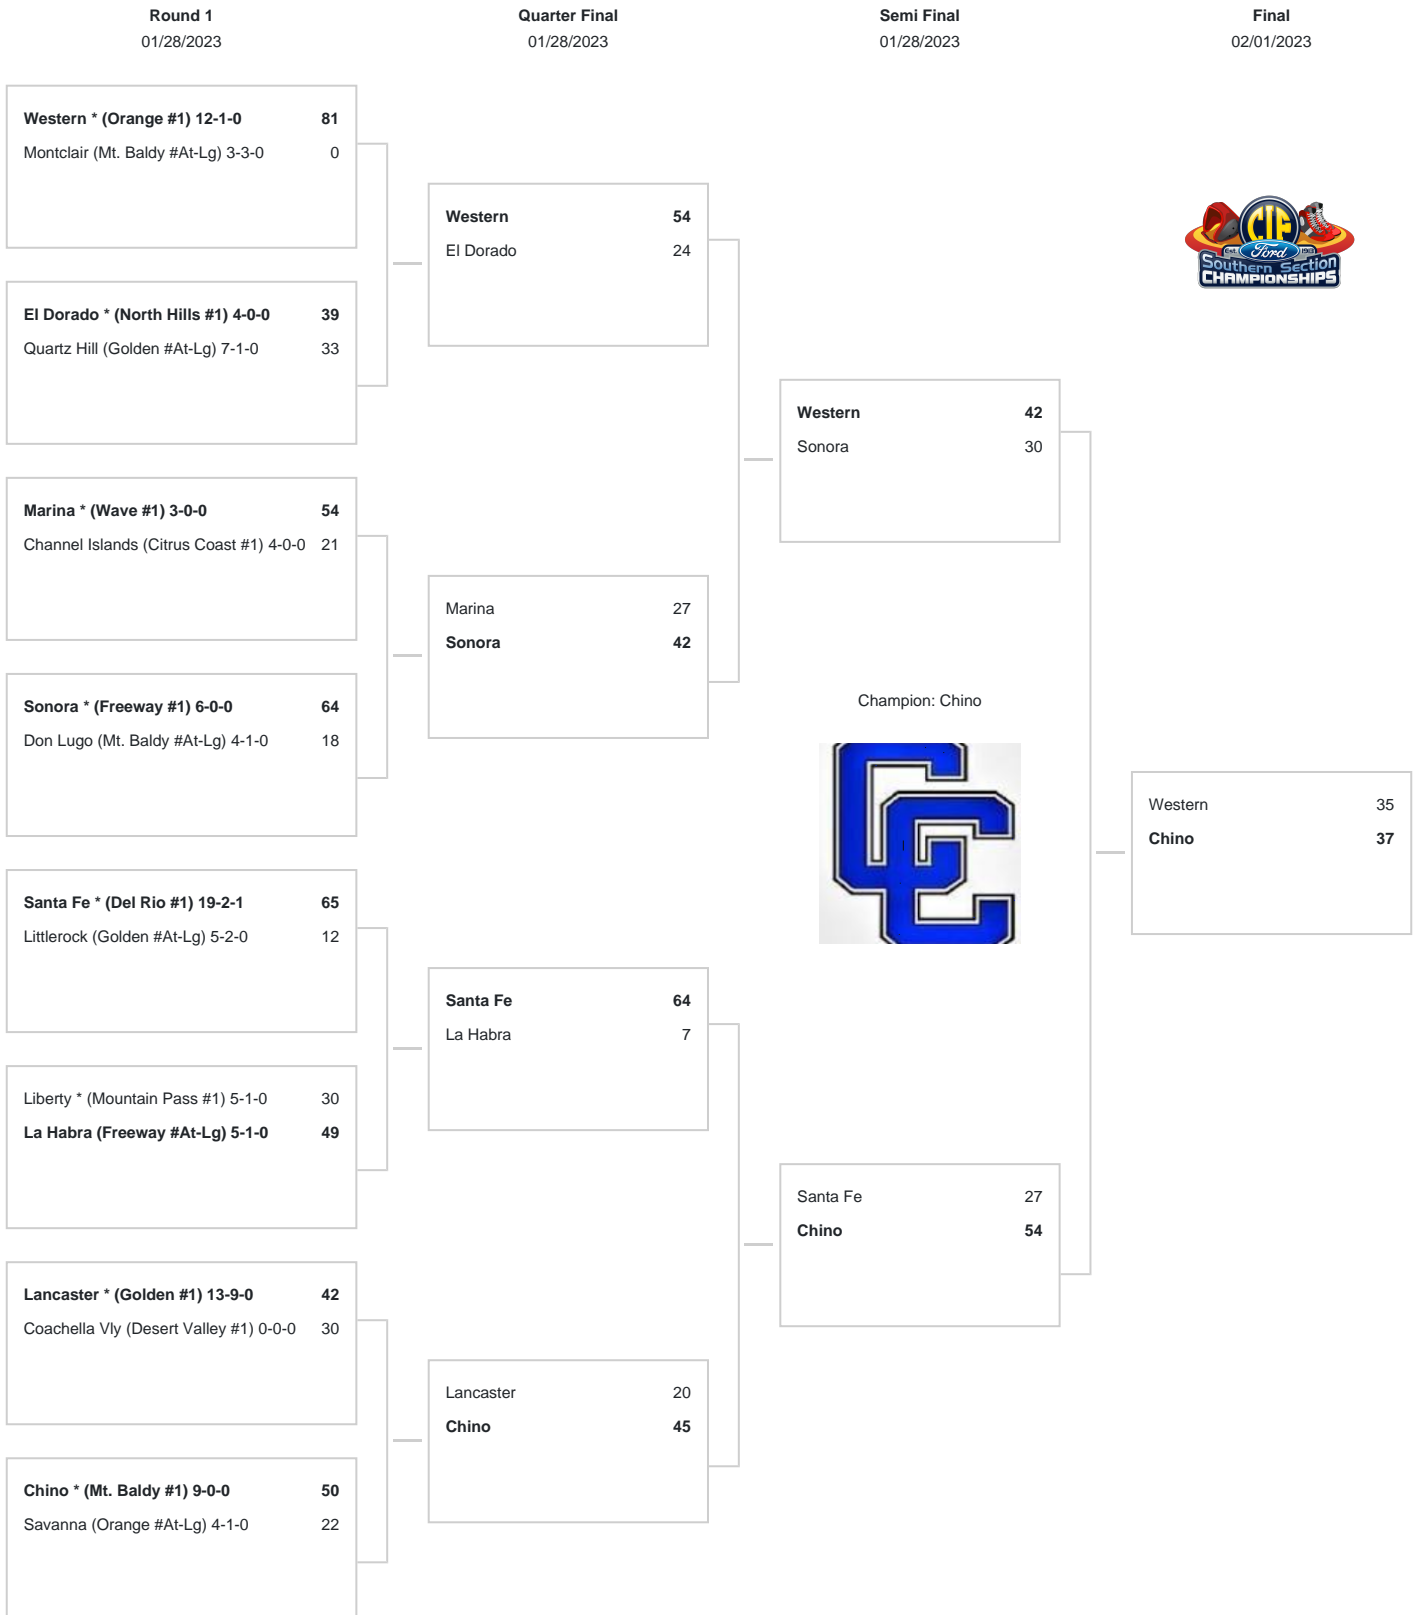 Round 1
01/28/2023
Quarter Final
01/28/2023
Semi Final
01/28/2023
Final
02/01/2023
Western * (Orange #1) 12-1-0 81
Montclair (Mt. Baldy #At-Lg) 3-3-0 0
El Dorado * (North Hills #1) 4-0-0 39
Quartz Hill (Golden #At-Lg) 7-1-0 33
Marina * (Wave #1) 3-0-0 54
Channel Islands (Citrus Coast #1) 4-0-0 21
Sonora * (Freeway #1) 6-0-0 64
Don Lugo (Mt. Baldy #At-Lg) 4-1-0 18
Santa Fe * (Del Rio #1) 19-2-1 65
Littlerock (Golden #At-Lg) 5-2-0 12
Liberty * (Mountain Pass #1) 5-1-0 30
La Habra (Freeway #At-Lg) 5-1-0 49
Lancaster * (Golden #1) 13-9-0 42
Coachella Vly (Desert Valley #1) 0-0-0 30
Chino * (Mt. Baldy #1) 9-0-0 50
Savanna (Orange #At-Lg) 4-1-0 22
Western 54
El Dorado 24
Marina 27
Sonora 42
Santa Fe 64
La Habra 7
Lancaster 20
Chino 45
Western 42
Sonora 30
Champion: Chino
CC
Santa Fe 27
Chino 54
CIF
Est. Ford 1913
Southern Section
CHAMPIONSHIPS
Western 35
Chino 37